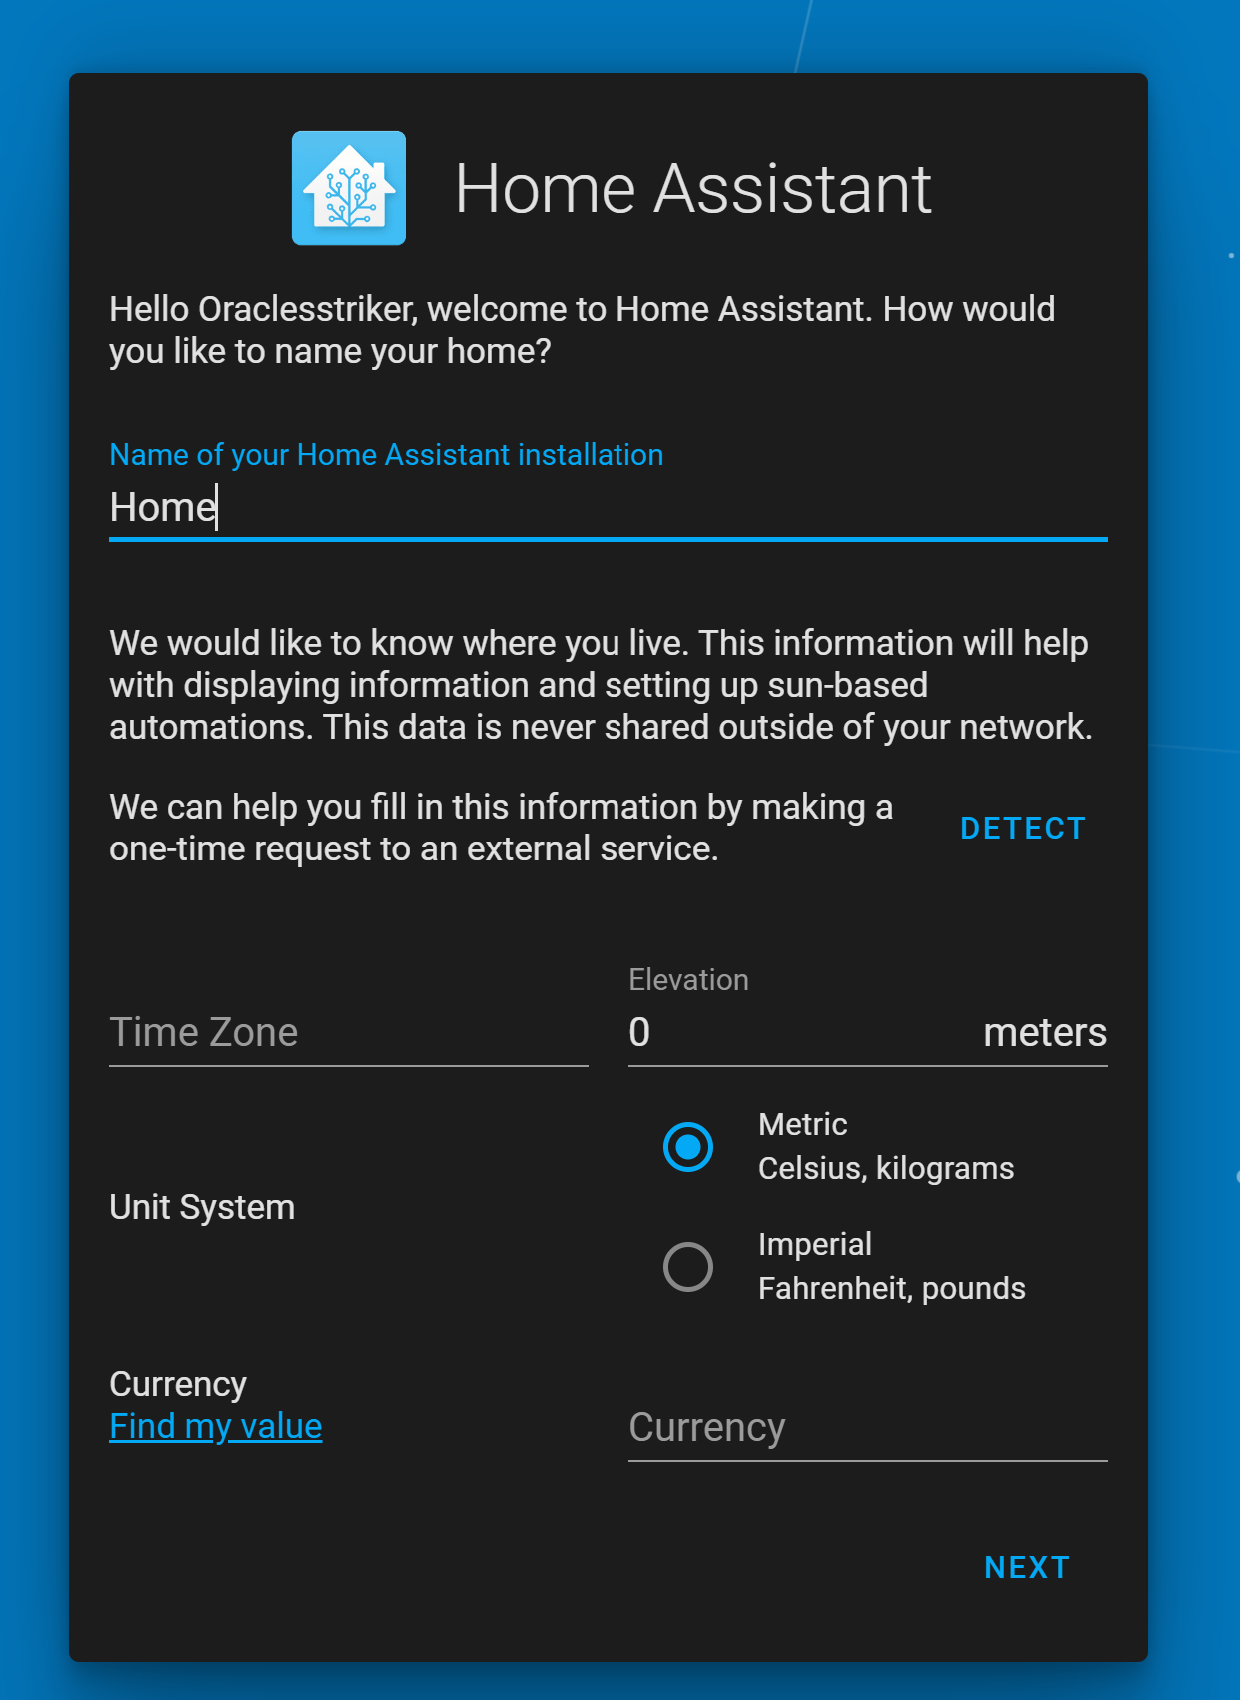 Home Assistant
Hello Oraclesstriker, welcome to Home Assistant. How would
you like to name your home?
Name of your Home Assistant installation
Home
We would like to know where you live. This information will help
with displaying information and setting up sun-based
automations. This data is never shared outside of your network.
We can help you fill in this information by making a
one-time request to an external service.
DETECT
Time Zone
Elevation
0 meters
Unit System
Metric
Celsius, kilograms
Imperial
Fahrenheit, pounds
Currency
Find my value
Currency
NEXT